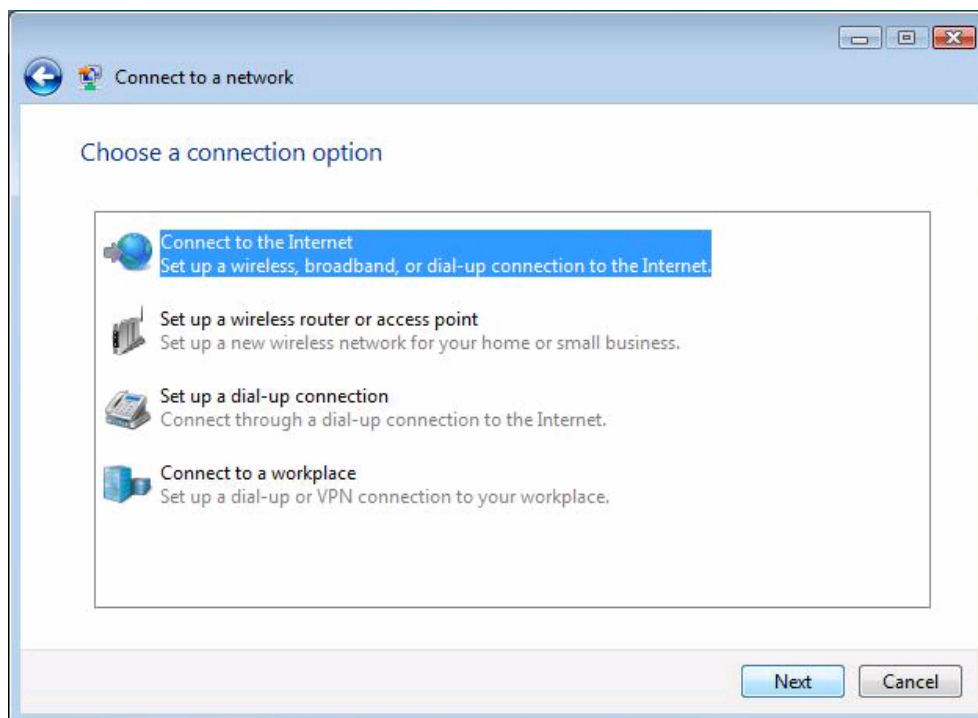 Connect to a network
Choose a connection option
Connect to the Internet
Set up a wireless, broadband, or dial-up connection to the Internet.
Set up a wireless router or access point
Set up a new wireless network for your home or small business.
Set up a dial-up connection
Connect through a dial-up connection to the Internet.
Connect to a workplace
Set up a dial-up or VPN connection to your workplace.
Next
Cancel